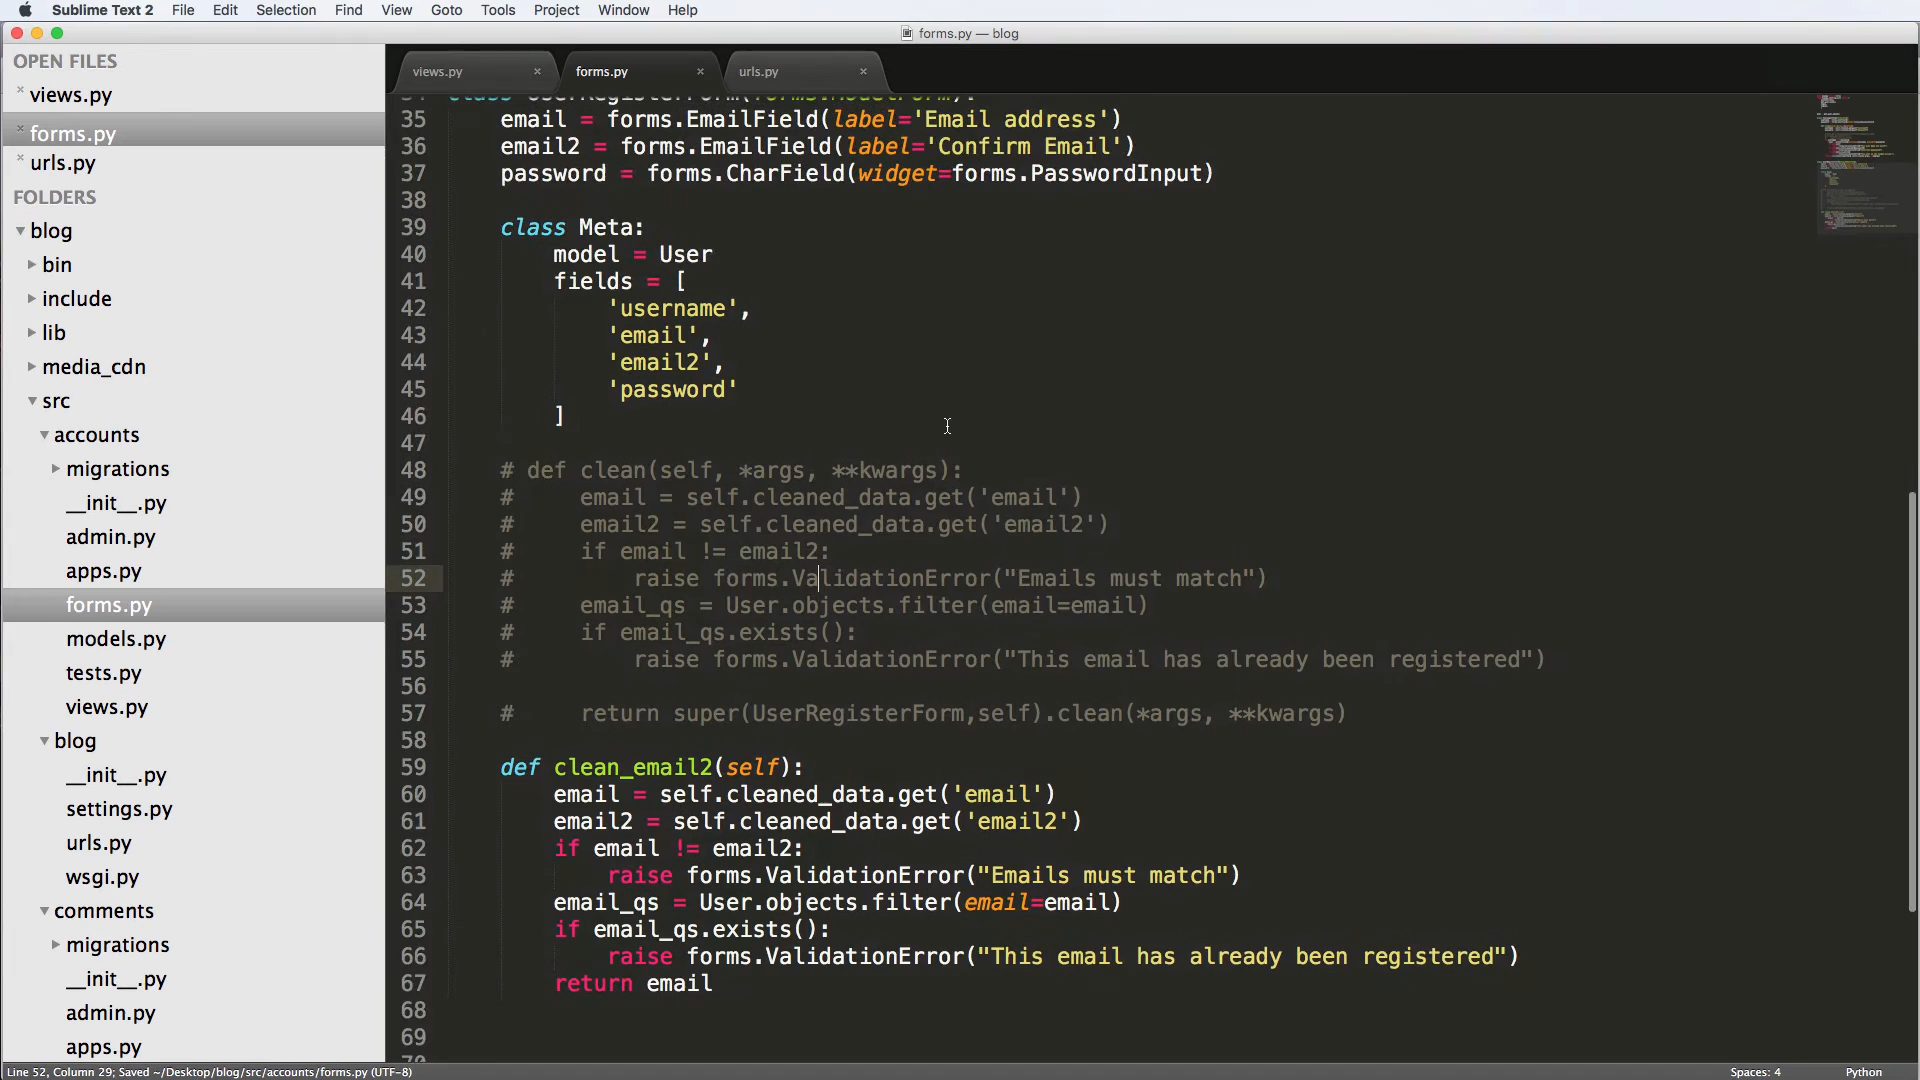 Sublime Text 2 File Edit Selection Find View Goto Tools Project Window Help
forms.py — blog
OPEN FILES
views.py
forms.py
urls.py
FOLDERS
blog
bin
include
lib
media_cdn
src
accounts
migrations
__init__.py
admin.py
apps.py
forms.py
models.py
tests.py
views.py
blog
__init__.py
settings.py
urls.py
wsgi.py
comments
migrations
__init__.py
admin.py
apps.py
views.py × forms.py × urls.py ×
35 email = forms.EmailField(label='Email address')
36 email2 = forms.EmailField(label='Confirm Email')
37 password = forms.CharField(widget=forms.PasswordInput)
38
39 class Meta:
40 model = User
41 fields = [
42 'username',
43 'email',
44 'email2',
45 'password'
46 ]
47
48 # def clean(self, *args, **kwargs):
49 # email = self.cleaned_data.get('email')
50 # email2 = self.cleaned_data.get('email2')
51 # if email != email2:
52 # raise forms.ValidationError("Emails must match")
53 # email_qs = User.objects.filter(email=email)
54 # if email_qs.exists():
55 # raise forms.ValidationError("This email has already been registered")
56
57 # return super(UserRegisterForm,self).clean(*args, **kwargs)
58
59 def clean_email2(self):
60 email = self.cleaned_data.get('email')
61 email2 = self.cleaned_data.get('email2')
62 if email != email2:
63 raise forms.ValidationError("Emails must match")
64 email_qs = User.objects.filter(email=email)
65 if email_qs.exists():
66 raise forms.ValidationError("This email has already been registered")
67 return email
68
69
Line 52, Column 29; Saved ~/Desktop/blog/src/accounts/forms.py (UTF-8) Spaces: 4 Python